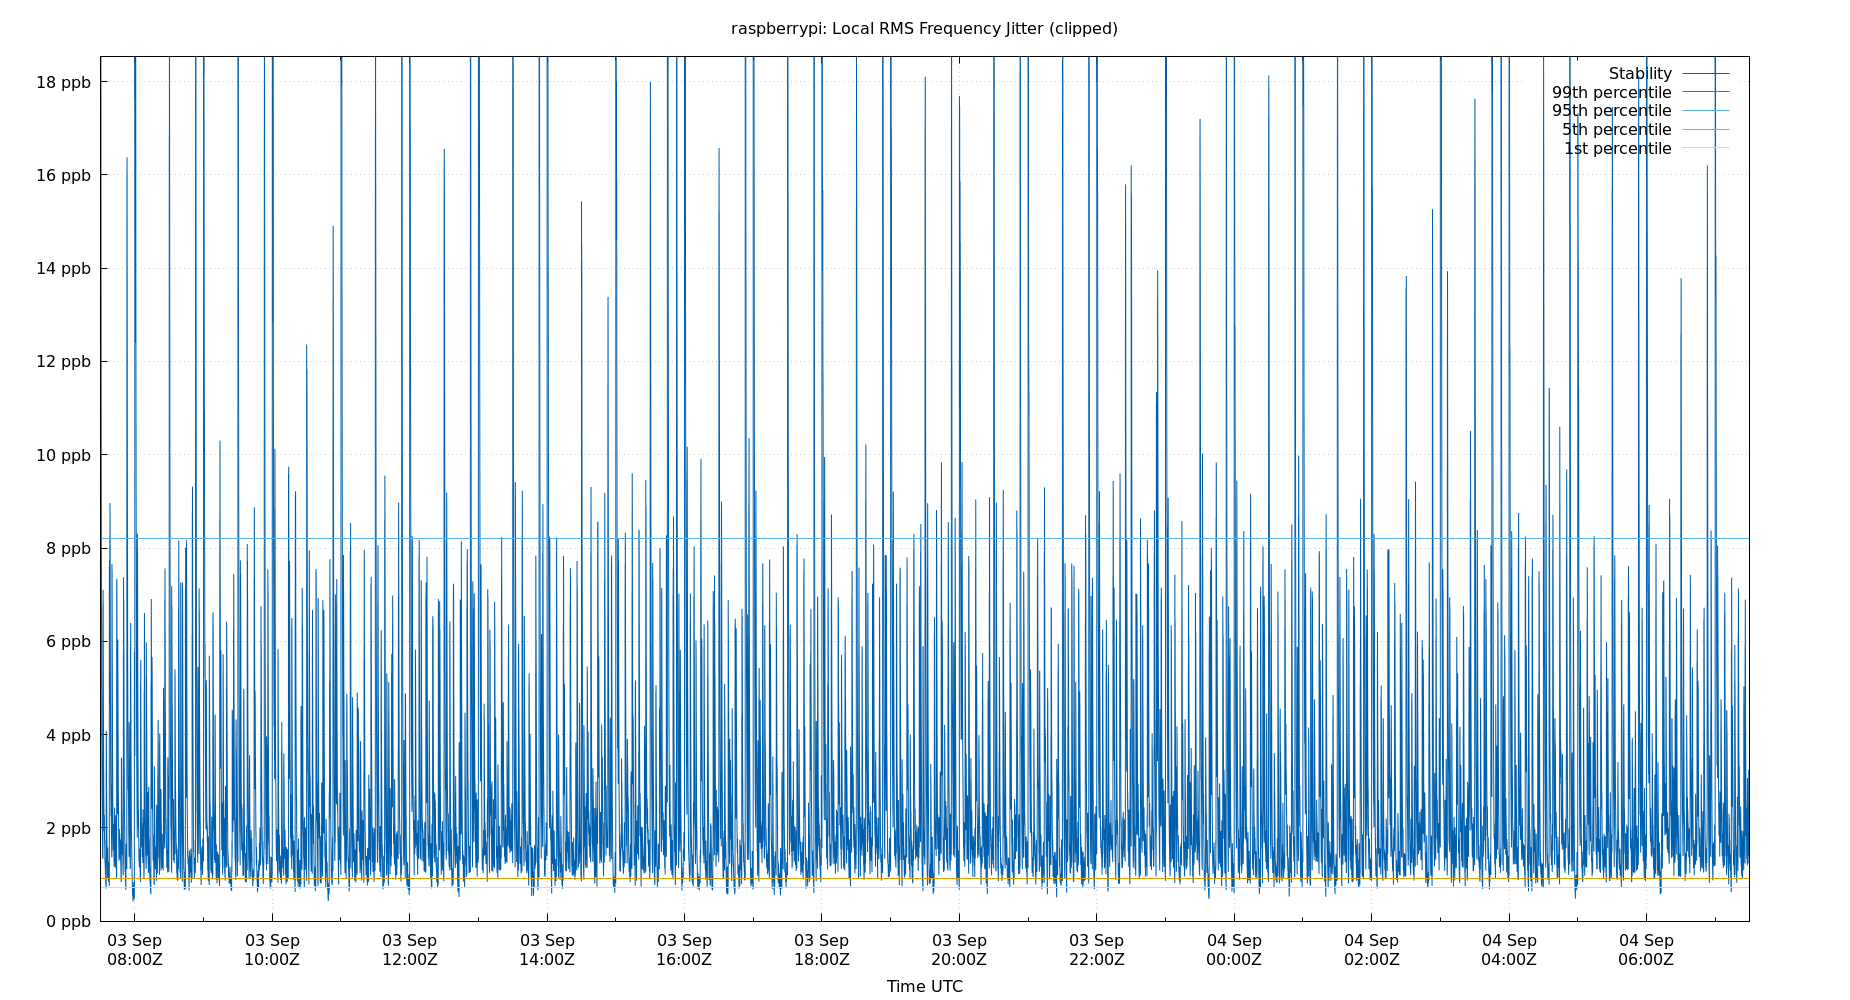 raspberrypi: Local RMS Frequency Jitter (clipped)
18 ppb
16 ppb
14 ppb
12 ppb
10 ppb
8 ppb
6 ppb
4 ppb
2 ppb
0 ppb
Stability
99th percentile
95th percentile
5th percentile
1st percentile
03 Sep 03 Sep 03 Sep 03 Sep 03 Sep 03 Sep 03 Sep 03 Sep 04 Sep 04 Sep 04 Sep 04 Sep
08:00Z 10:00Z 12:00Z 14:00Z 16:00Z 18:00Z 20:00Z 22:00Z 00:00Z 02:00Z 04:00Z 06:00Z
Time UTC